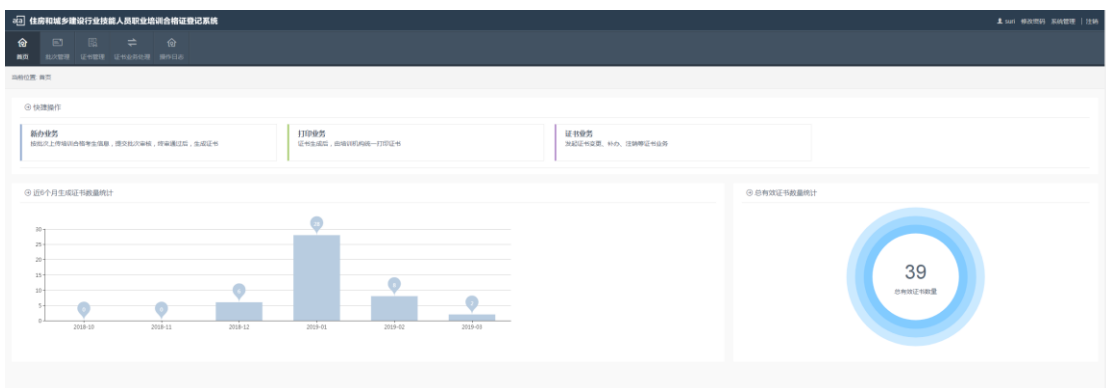 住房和城乡建设行业技能人员职业培训合格证登记系统
suri 修改密码 系统管理 | 注销
首页 批次管理 证书管理 证书业务处理 操作日志
当前位置: 首页
快捷操作
新办业务
按批次上传培训合格考生信息，提交批次审核，待审通过后，生成证书
打印业务
证书生成后，由培训机构统一打印证书
证书业务
发起证书变更、补办、注销等证书业务
近6个月生成证书数量统计
总有效证书数量统计
30
25
20
15
10
5
0
0 0 6 28 8 2
2018-10 2018-11 2018-12 2019-01 2019-02 2019-03
39
总有效证书数量